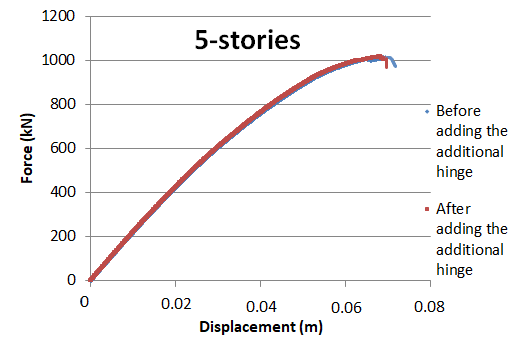 5-stories
1200
1000
800
600
400
200
0
Force (kN)
0
0.02
0.04
0.06
0.08
Displacement (m)
Before
adding the
additional
hinge
After
adding the
additional
hinge